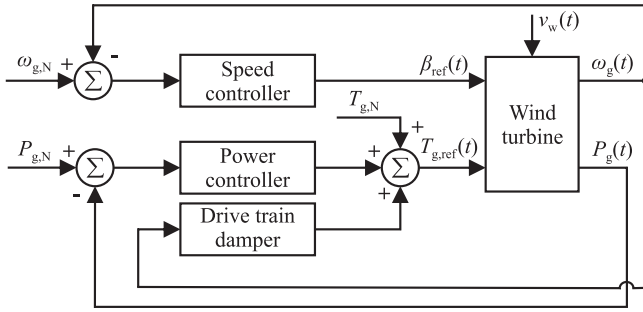 v_w(t)
ω_g,N
+
-
Σ
Speed
controller
β_ref(t)
ω_g(t)
T_g,N
Wind
turbine
P_g,N
+
-
Σ
Power
controller
+
+
+
Σ
T_g,ref(t)
P_g(t)
Drive train
damper